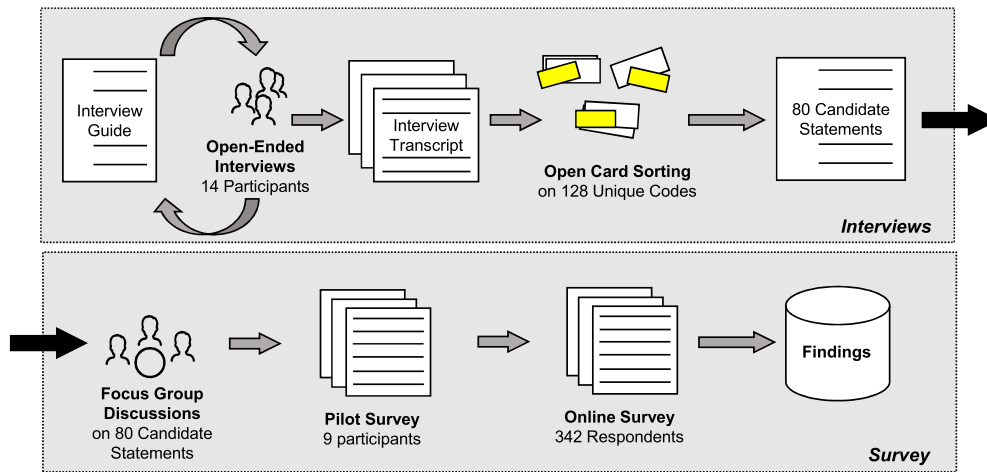 Interview
Guide
Open-Ended
Interviews
14 Participants
Interview
Transcript
Open Card Sorting
on 128 Unique Codes
80 Candidate
Statements
Interviews
Focus Group
Discussions
on 80 Candidate
Statements
Pilot Survey
9 participants
Online Survey
342 Respondents
Findings
Survey